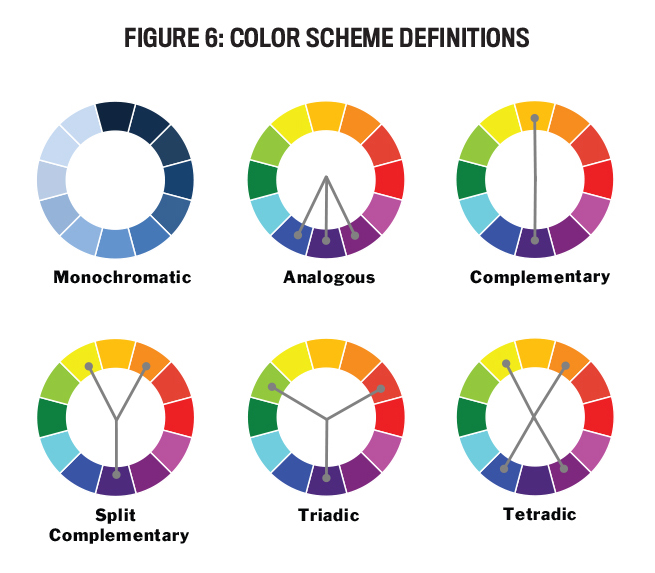 FIGURE 6: COLOR SCHEME DEFINITIONS
Monochromatic
Analogous
Complementary
Split
Complementary
Triadic
Tetradic